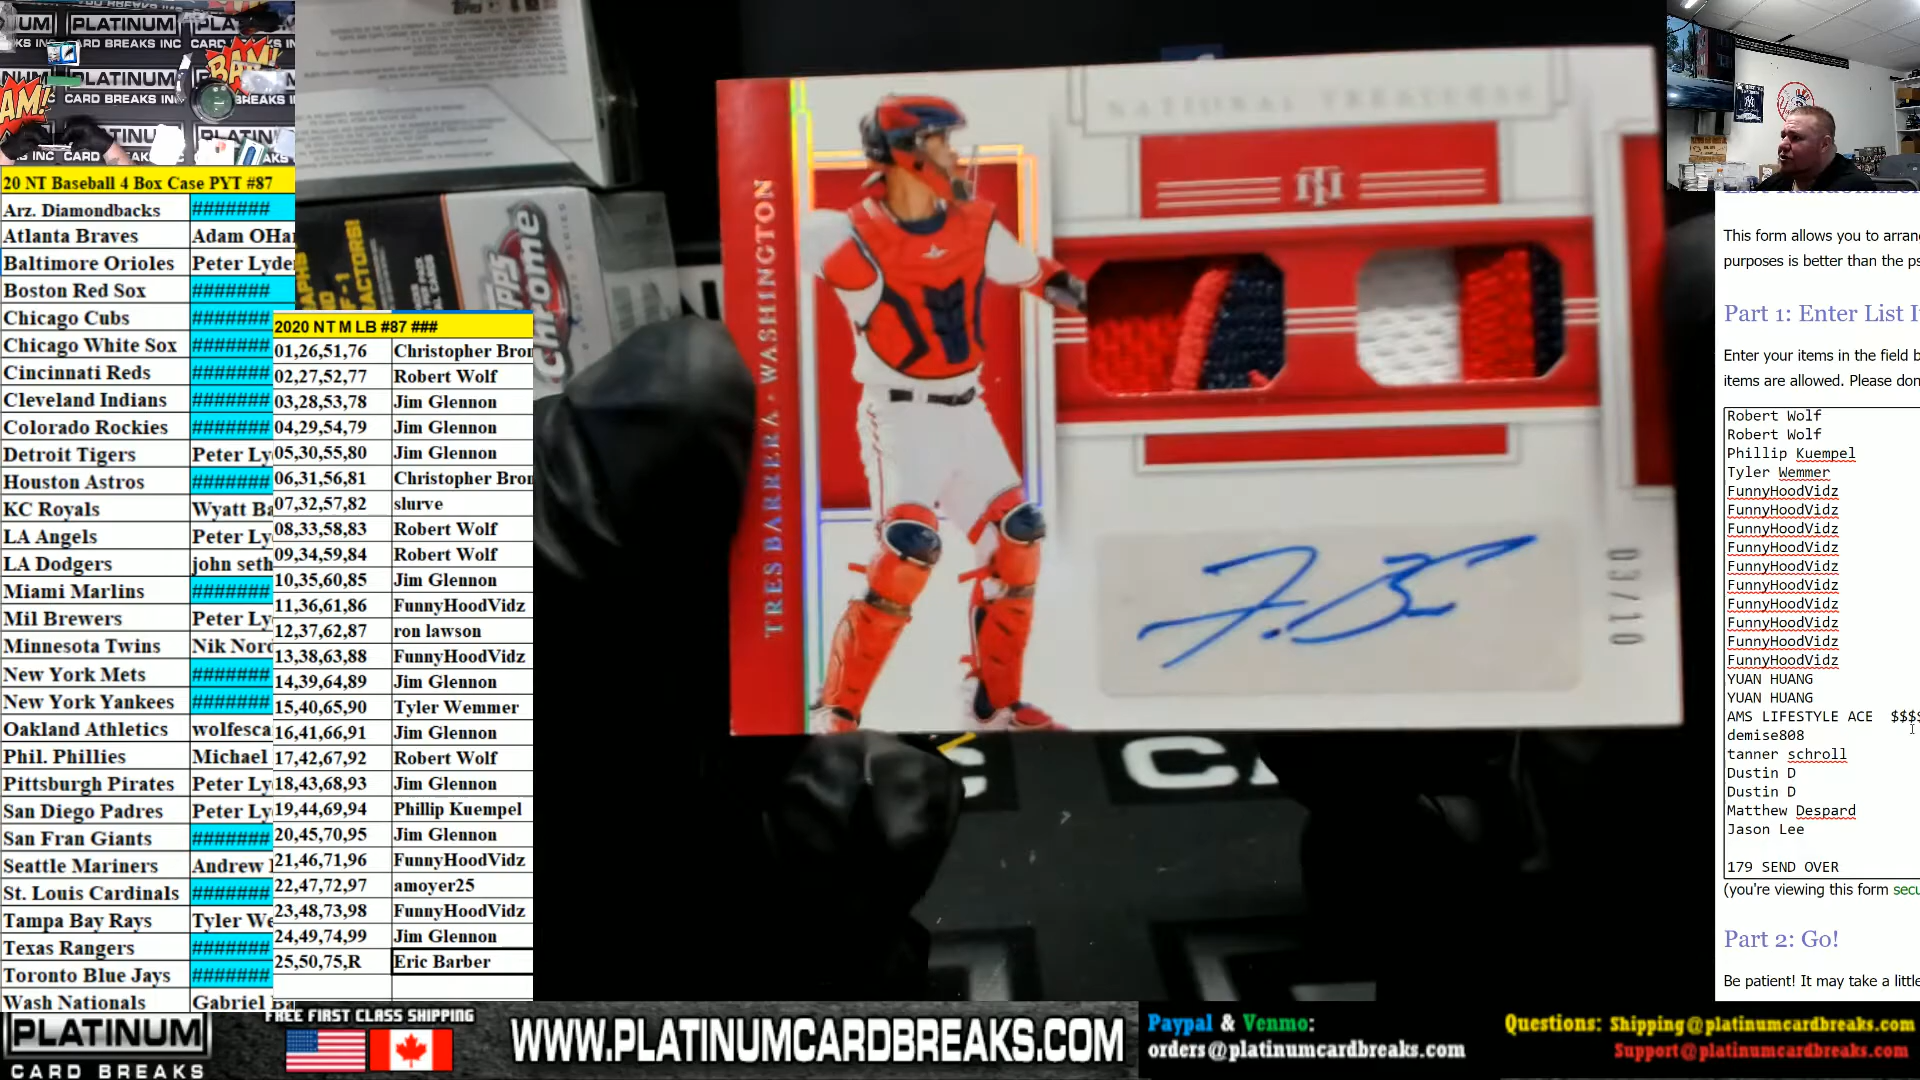 20 NT Baseball 4 Box Case PYT #87
Arz. Diamondbacks #######
Atlanta Braves Adam OHar
Baltimore Orioles Peter Lyder
Boston Red Sox #######
Chicago Cubs #######
Chicago White Sox #######
Cincinnati Reds #######
Cleveland Indians #######
Colorado Rockies #######
Detroit Tigers Peter Ly
Houston Astros #######
KC Royals Wyatt Ba
LA Angels Peter Ly
LA Dodgers john seth
Miami Marlins #######
Mil Brewers Peter Ly
Minnesota Twins Nik Nord
New York Mets #######
New York Yankees #######
Oakland Athletics wolfesca
Phil. Phillies Michael
Pittsburgh Pirates Peter Ly
San Diego Padres Peter Ly
San Fran Giants #######
Seattle Mariners Andrew
St. Louis Cardinals #######
Tampa Bay Rays Tyler We
Texas Rangers #######
Toronto Blue Jays #######
Wash Nationals Gabriel Ba
2020 NT MLB #87 ###
01,26,51,76 Christopher Bron
02,27,52,77 Robert Wolf
03,28,53,78 Jim Glennon
04,29,54,79 Jim Glennon
05,30,55,80 Jim Glennon
06,31,56,81 Christopher Bron
07,32,57,82 slurve
08,33,58,83 Robert Wolf
09,34,59,84 Robert Wolf
10,35,60,85 Jim Glennon
11,36,61,86 FunnyHoodVidz
12,37,62,87 ron lawson
13,38,63,88 FunnyHoodVidz
14,39,64,89 Jim Glennon
15,40,65,90 Tyler Wemmer
16,41,66,91 Jim Glennon
17,42,67,92 Robert Wolf
18,43,68,93 Jim Glennon
19,44,69,94 Phillip Kuempel
20,45,70,95 Jim Glennon
21,46,71,96 FunnyHoodVidz
22,47,72,97 amoyer25
23,48,73,98 FunnyHoodVidz
24,49,74,99 Jim Glennon
25,50,75,R Eric Barber
PLATINUM
CARD BREAKS INC
BAM!
topps
Chrome
NATIONAL TREASURES
NT
TRES BARRERA • WASHINGTON
03/10
This form allows you to arran
purposes is better than the ps
Part 1: Enter List I
Enter your items in the field b
items are allowed. Please don
Robert Wolf
Robert Wolf
Phillip Kuempel
Tyler Wemmer
FunnyHoodVidz
FunnyHoodVidz
FunnyHoodVidz
FunnyHoodVidz
FunnyHoodVidz
FunnyHoodVidz
FunnyHoodVidz
FunnyHoodVidz
FunnyHoodVidz
FunnyHoodVidz
YUAN HUANG
YUAN HUANG
AMS LIFESTYLE ACE $$$$
demise808
tanner schroll
Dustin D
Dustin D
Matthew Despard
Jason Lee
179 SEND OVER
(you're viewing this form secu
Part 2: Go!
Be patient! It may take a little
PLATINUM
CARD BREAKS
FREE FIRST CLASS SHIPPING
WWW.PLATINUMCARDBREAKS.COM
Paypal & Venmo:
orders@platinumcardbreaks.com
Questions: Shipping@platinumcardbreaks.com
Support@platinumcardbreaks.com